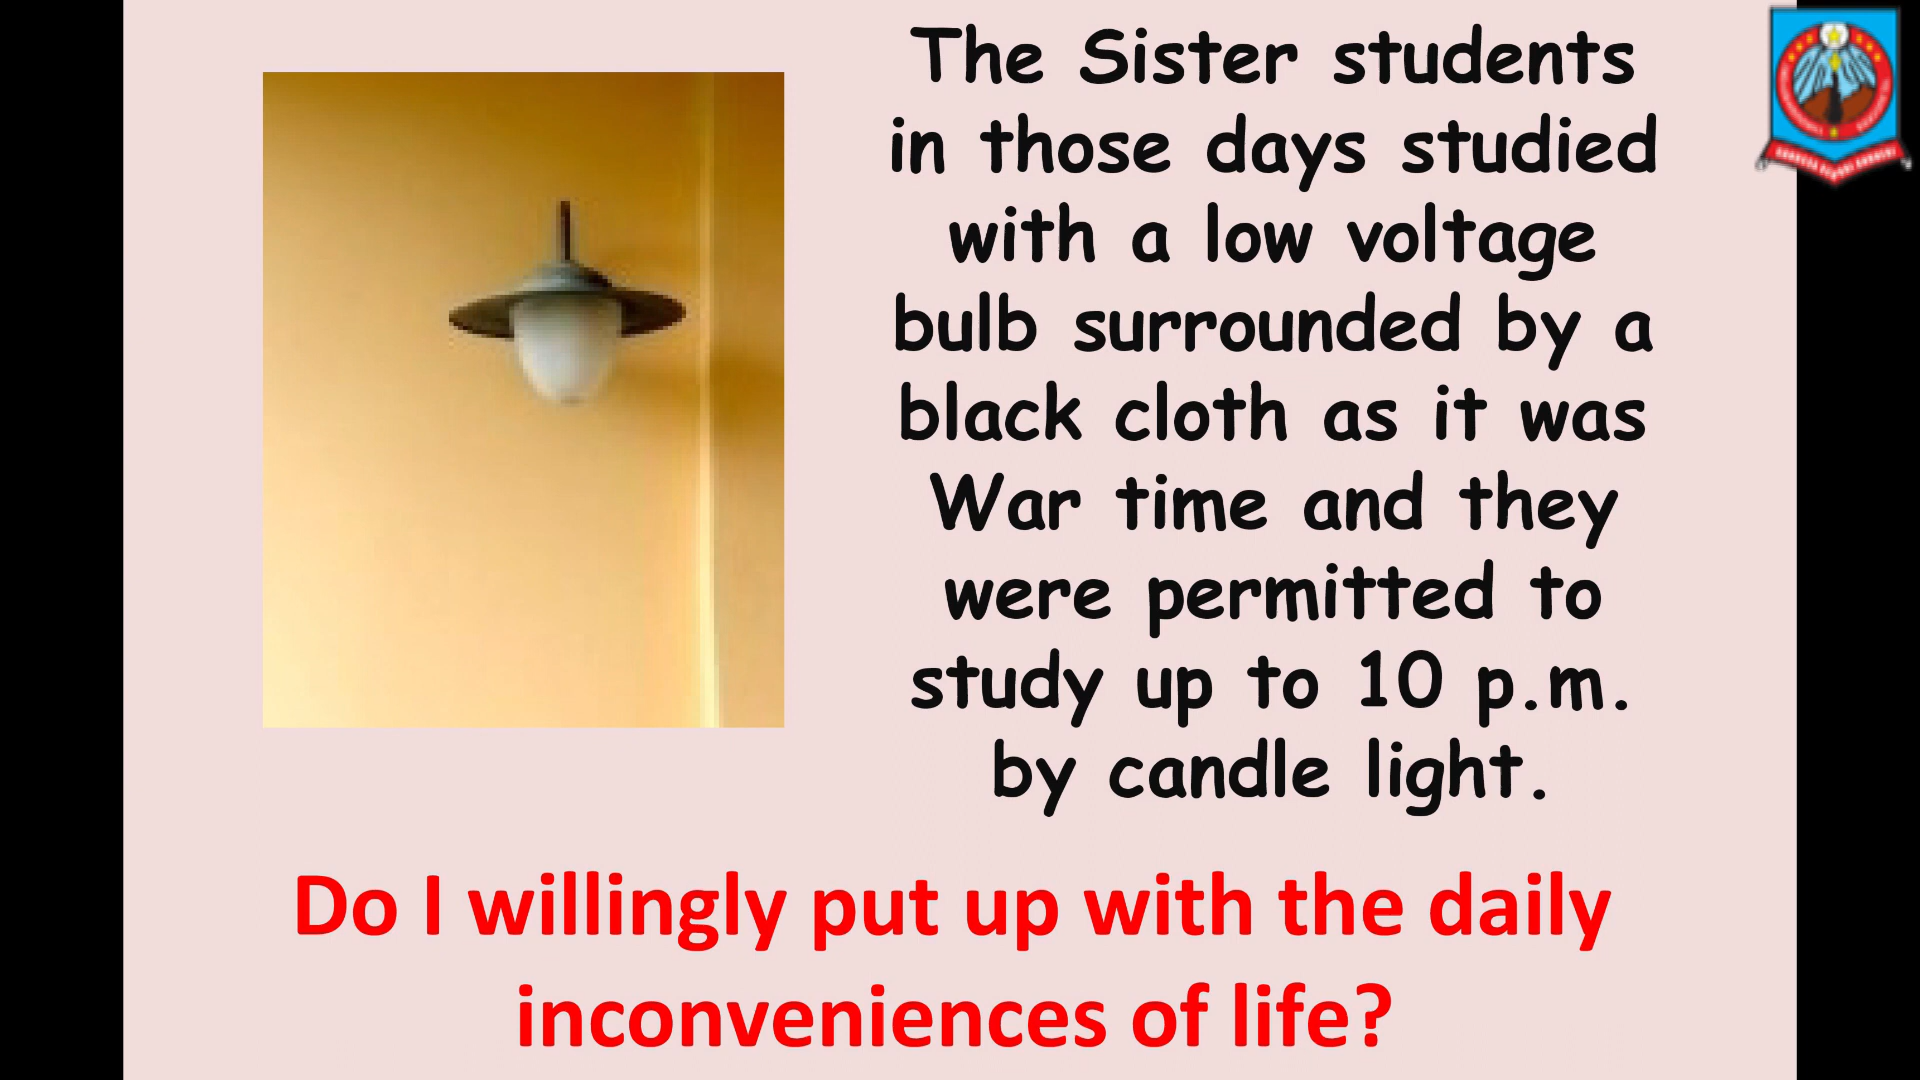 The Sister students
in those days studied
with a low voltage
bulb surrounded by a
black cloth as it was
War time and they
were permitted to
study up to 10 p.m.
by candle light.
Do I willingly put up with the daily
inconveniences of life?